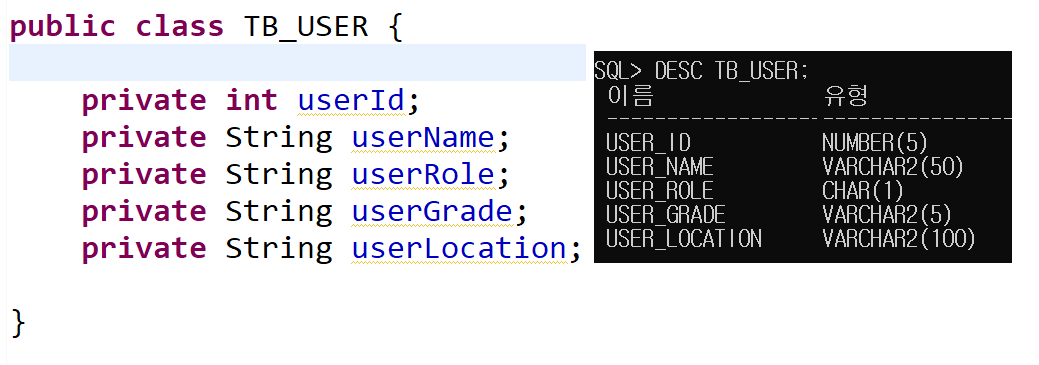 public class TB_USER {
private int userId;
private String userName;
private String userRole;
private String userGrade;
private String userLocation;
}
SQL> DESC TB_USER;
이름 유형
------------------- -----------------
USER_ID NUMBER(5)
USER_NAME VARCHAR2(50)
USER_ROLE CHAR(1)
USER_GRADE VARCHAR2(5)
USER_LOCATION VARCHAR2(100)